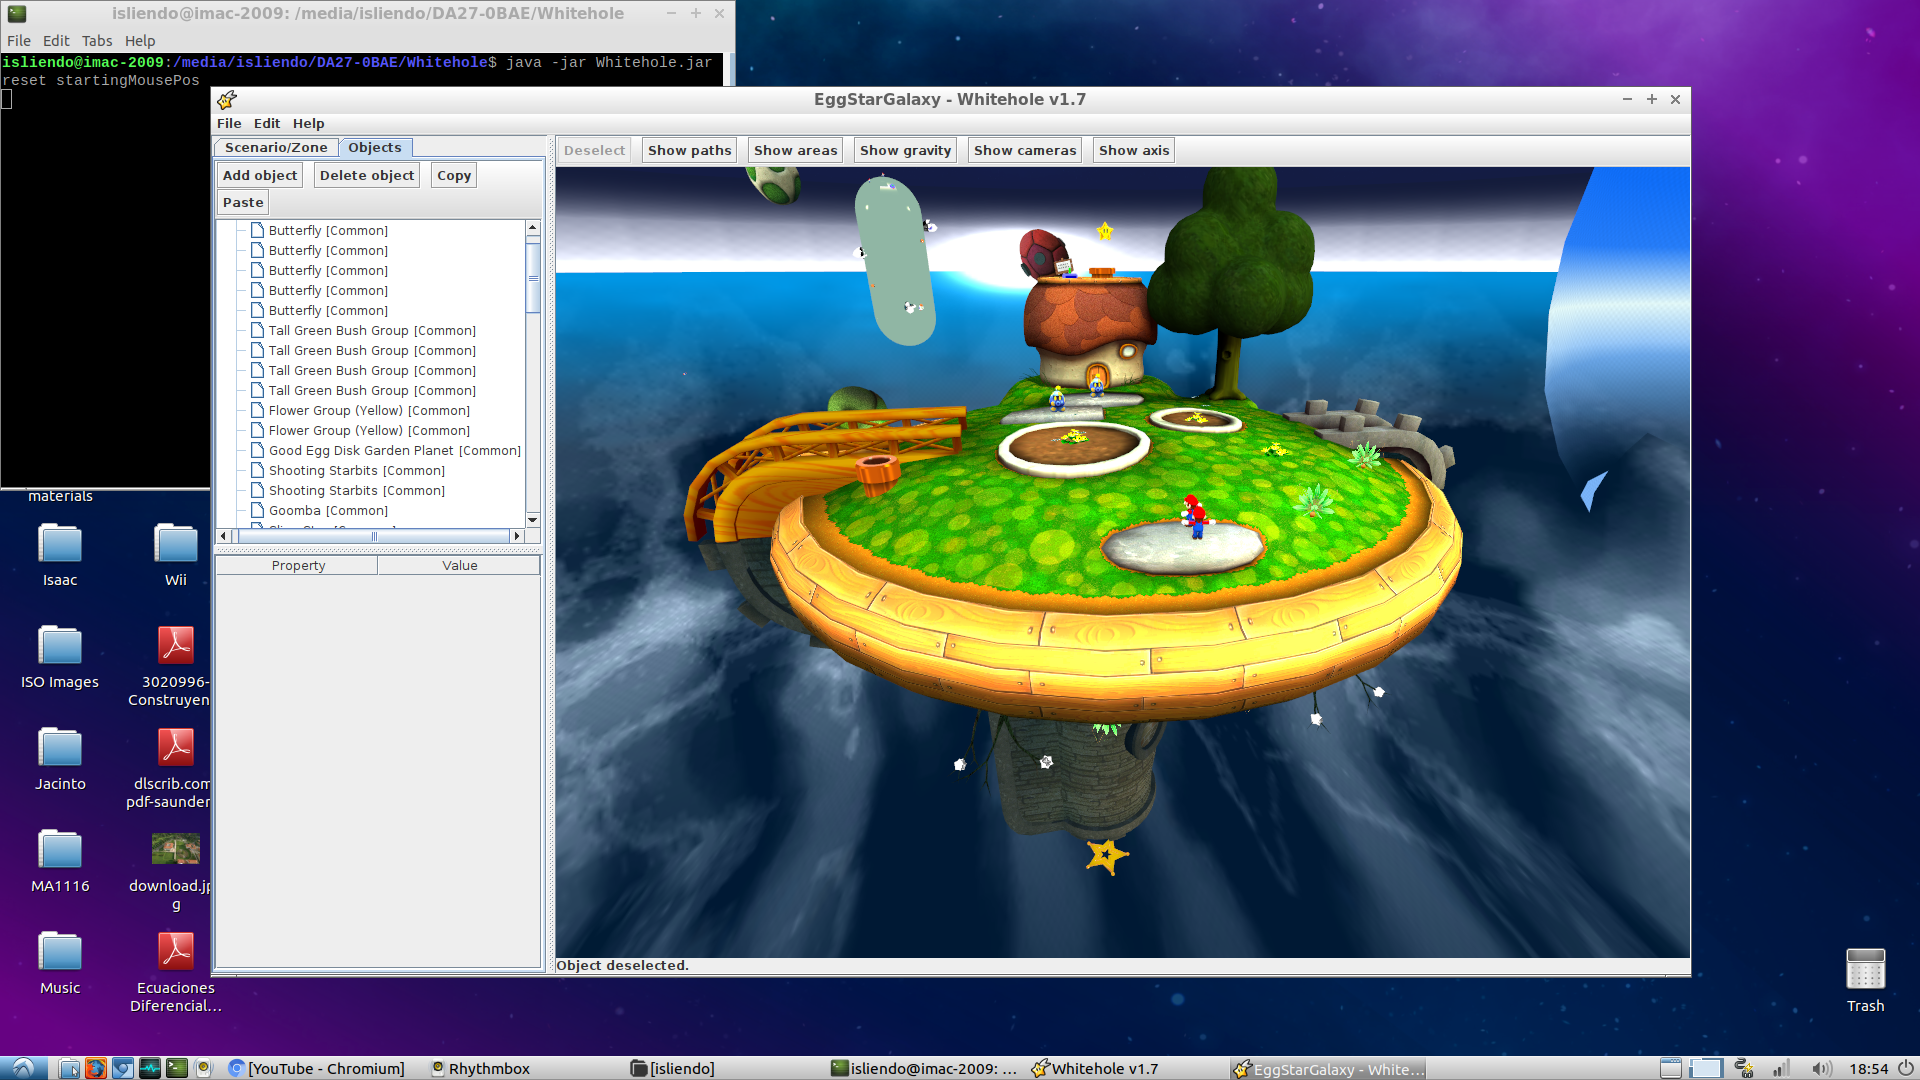 isliendo@imac-2009: /media/isliendo/DA27-0BAE/Whitehole
File Edit Tabs Help
isliendo@imac-2009:/media/isliendo/DA27-0BAE/Whitehole$ java -jar Whitehole.jar
reset startingMousePos
EggStarGalaxy - Whitehole v1.7
File Edit Help
Scenario/Zone Objects
Deselect Show paths Show areas Show gravity Show cameras Show axis
Add object Delete object Copy
Paste
Butterfly [Common]
Butterfly [Common]
Butterfly [Common]
Butterfly [Common]
Butterfly [Common]
Tall Green Bush Group [Common]
Tall Green Bush Group [Common]
Tall Green Bush Group [Common]
Tall Green Bush Group [Common]
Flower Group (Yellow) [Common]
Flower Group (Yellow) [Common]
Good Egg Disk Garden Planet [Common]
Shooting Starbits [Common]
Shooting Starbits [Common]
Goomba [Common]
Property Value
Object deselected.
materials
Isaac
Wii
ISO Images
3020996-
Construyen
Jacinto
dlscrib.com
pdf-saunder
MA1116
download.jp
g
Music
Ecuaciones
Diferencial...
Trash
[YouTube - Chromium] Rhythmbox [isliendo] isliendo@imac-2009: ... Whitehole v1.7 EggStarGalaxy - White... 18:54